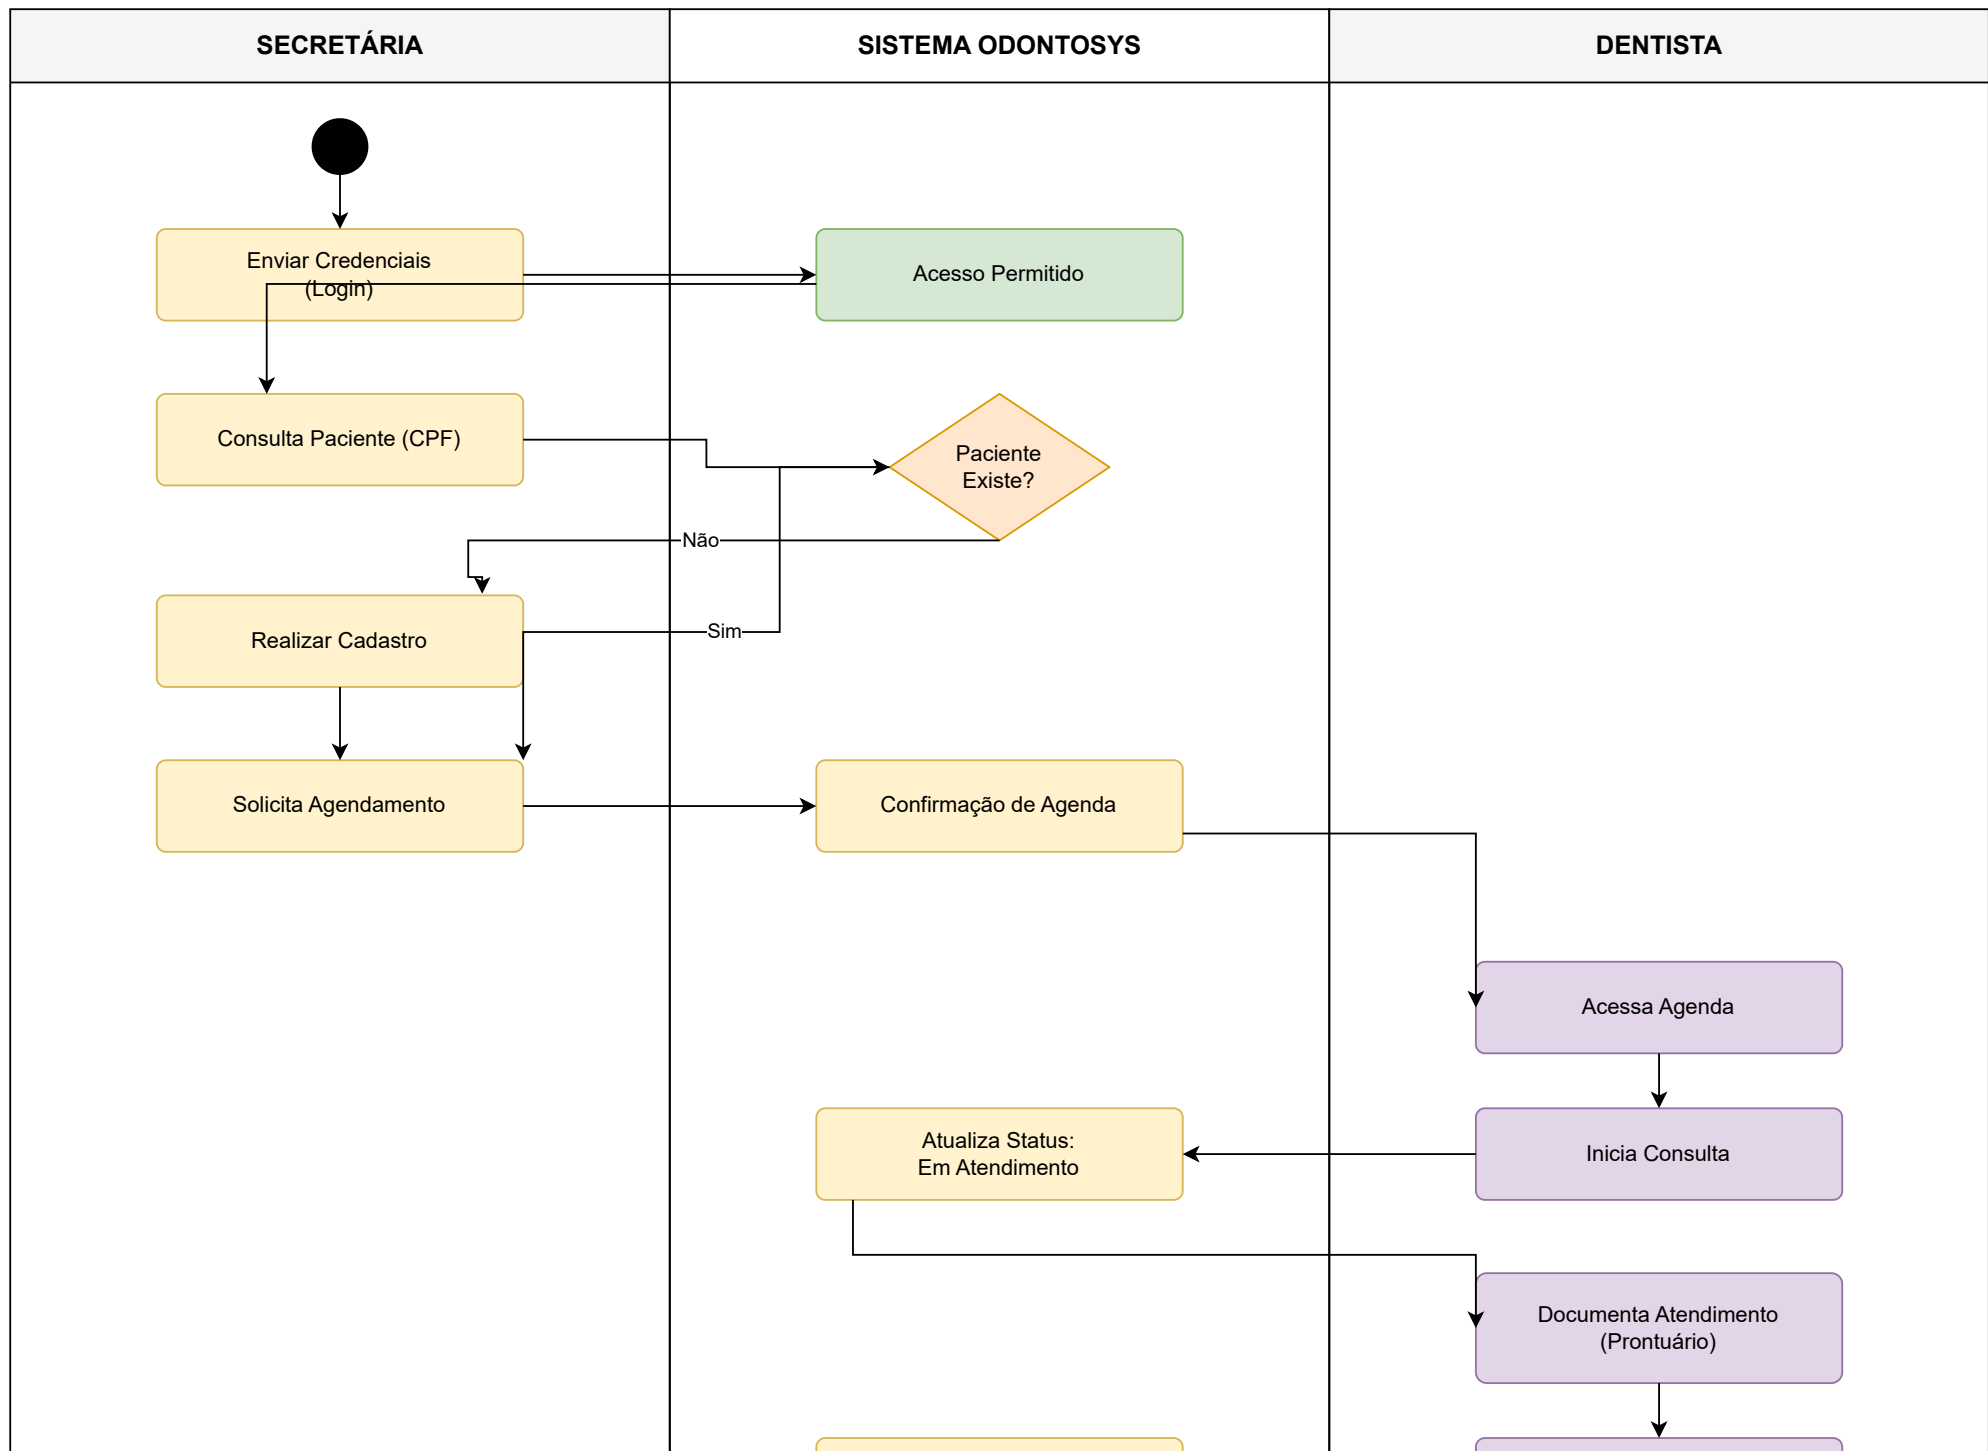 SECRETÁRIA
SISTEMA ODONTOSYS
DENTISTA
Enviar Credenciais
(Login)
Acesso Permitido
Consulta Paciente (CPF)
Paciente
Existe?
Não
Realizar Cadastro
Sim
Solicita Agendamento
Confirmação de Agenda
Acessa Agenda
Atualiza Status:
Em Atendimento
Inicia Consulta
Documenta Atendimento
(Prontuário)